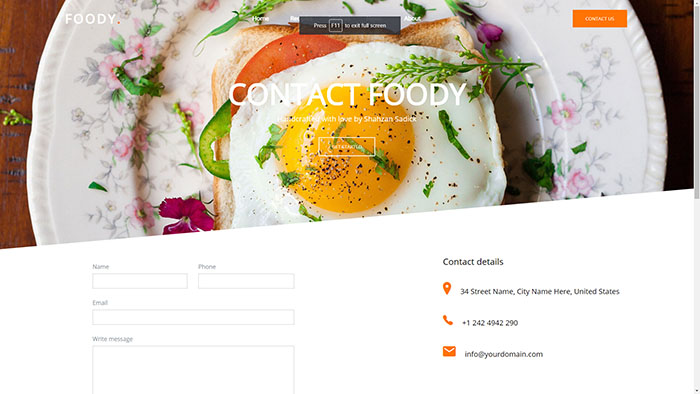 FOODY.
Home
About
CONTACT US
Press F11 to exit full screen
CONTACT FOODY
Handcrafted with love by Shahzan Sadick
GET STARTED
Name
Phone
Email
Write message
Contact details
34 Street Name, City Name Here, United States
+1 242 4942 290
info@yourdomain.com